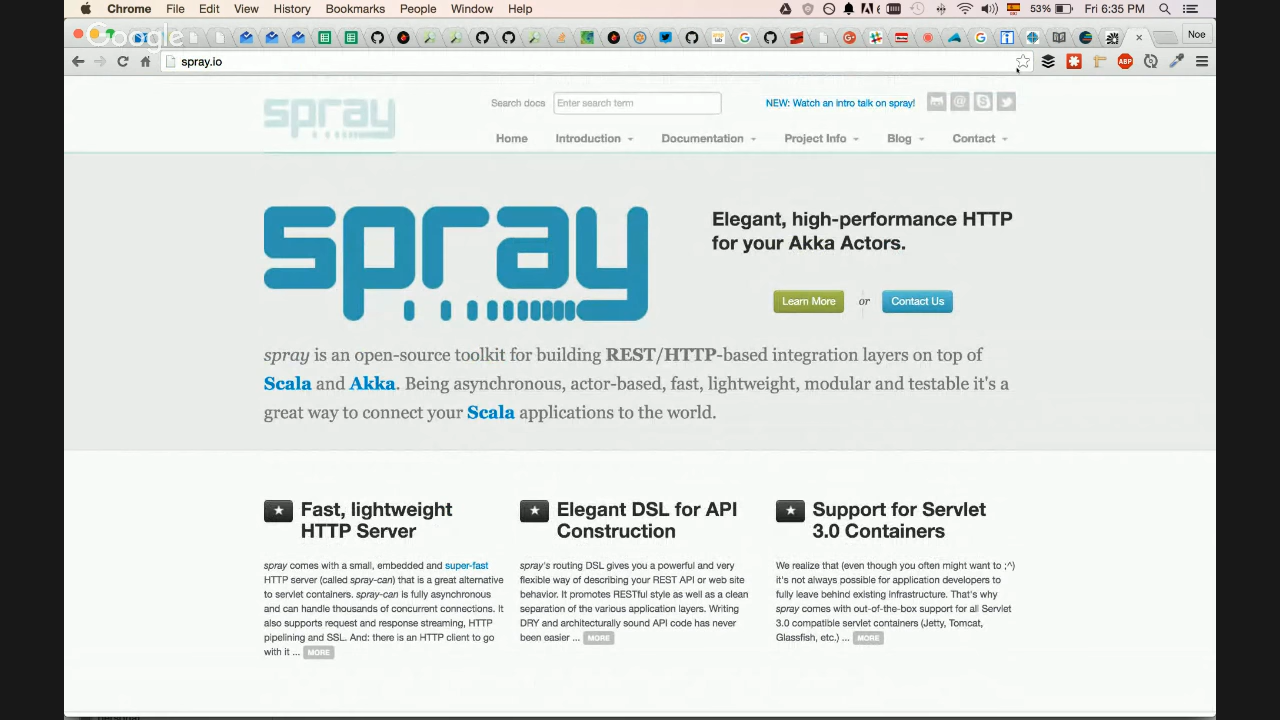 Chrome File Edit View History Bookmarks People Window Help 53% Fri 6:35 PM
Google Noe
spray.io ABP
spray Search docs Enter search term NEW: Watch an intro talk on spray!
Home Introduction Documentation Project Info Blog Contact
spray
Elegant, high-performance HTTP
for your Akka Actors.
Learn More or Contact Us
spray is an open-source toolkit for building REST/HTTP-based integration layers on top of
Scala and Akka. Being asynchronous, actor-based, fast, lightweight, modular and testable it's a
great way to connect your Scala applications to the world.
Fast, lightweight
HTTP Server
spray comes with a small, embedded and super-fast
HTTP server (called spray-can) that is a great alternative
to servlet containers. spray-can is fully asynchronous
and can handle thousands of concurrent connections. It
also supports request and response streaming, HTTP
pipelining and SSL. And: there is an HTTP client to go
with it ... MORE
Elegant DSL for API
Construction
spray's routing DSL gives you a powerful and very
flexible way of describing your REST API or web site
behavior. It promotes RESTful style as well as a clean
separation of the various application layers. Writing
DRY and architecturally sound API code has never
been easier ... MORE
Support for Servlet
3.0 Containers
We realize that (even though you often might want to ;^)
it's not always possible for application developers to
fully leave behind existing infrastructure. That's why
spray comes with out-of-the-box support for all Servlet
3.0 compatible servlet containers (Jetty, Tomcat,
Glassfish, etc.) ... MORE